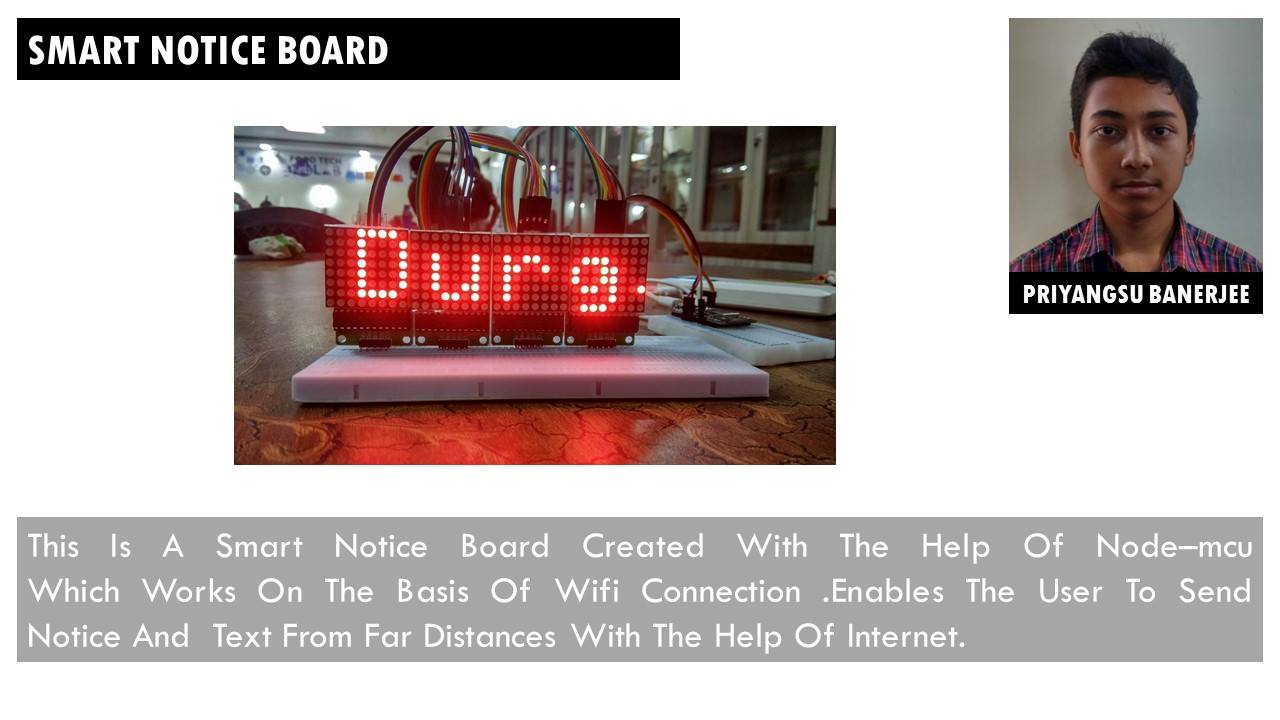 SMART NOTICE BOARD
Durg
PRIYANGSU BANERJEE
This Is A Smart Notice Board Created With The Help Of Node–mcu
Which Works On The Basis Of Wifi Connection .Enables The User To Send
Notice And Text From Far Distances With The Help Of Internet.